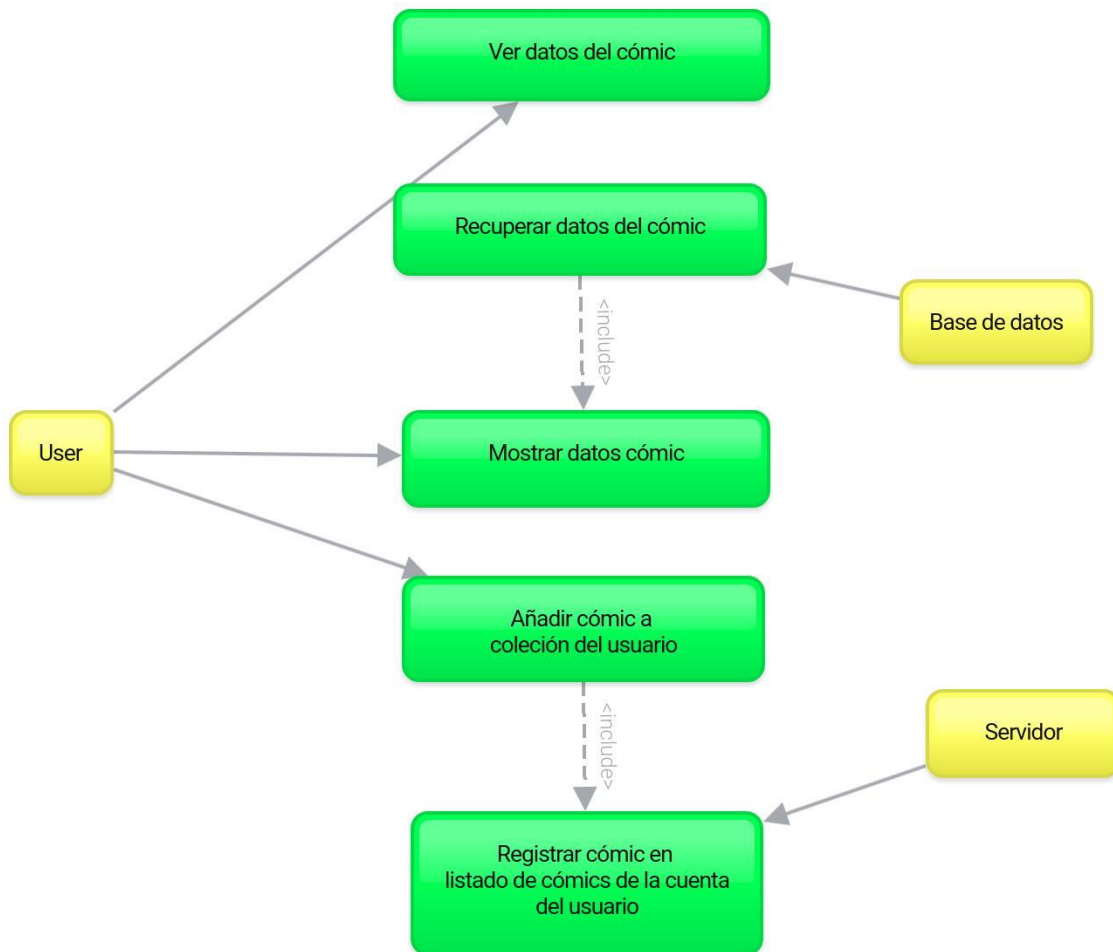 Ver datos del cómic
Recuperar datos del cómic
<include>
Base de datos
User
Mostrar datos cómic
Añadir cómic a
coleción del usuario
<include>
Servidor
Registrar cómic en
listado de cómics de la cuenta
del usuario